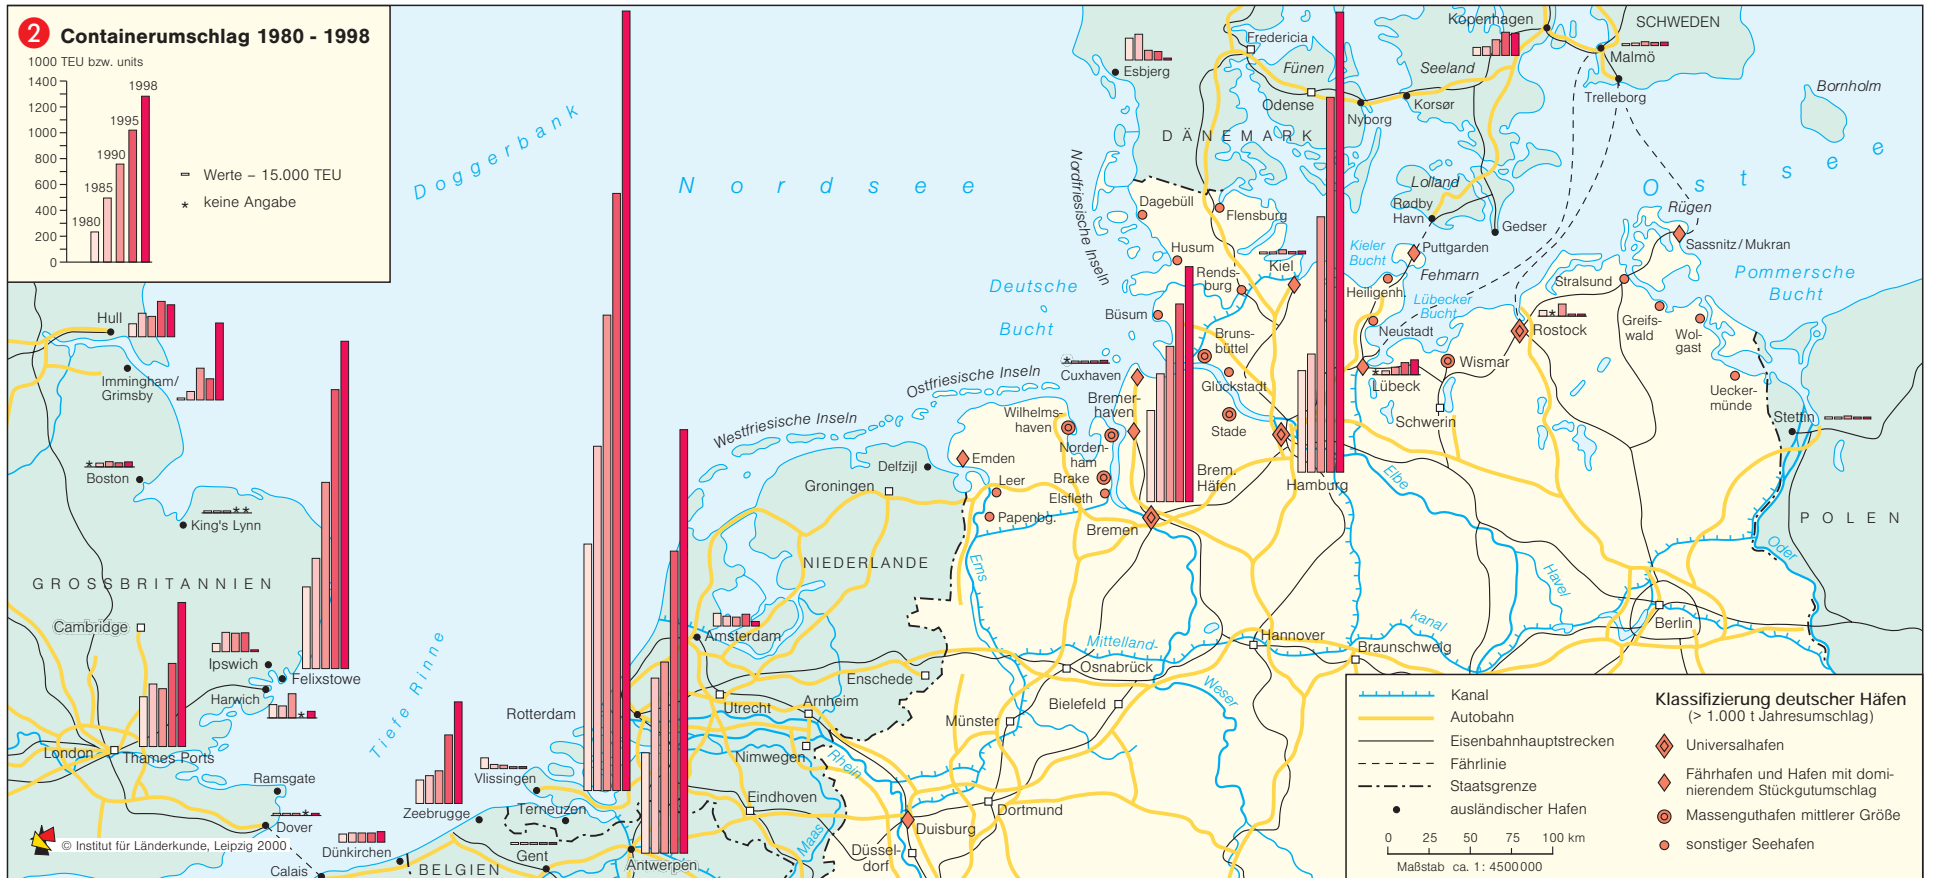 2 Containerumschlag 1980 - 1998
1000 TEU bzw. units
1400
1200
1000
800
600
400
200
0
1980
1985
1990
1995
1998
Werte – 15.000 TEU
* keine Angabe
Doggerbank
Nordsee
Ostsee
Tiefe Rinne
Deutsche
Bucht
Nordfriesische Inseln
Ostfriesische Inseln
Westfriesische Inseln
Kieler
Bucht
Lübecker
Bucht
Pommersche
Bucht
SCHWEDEN
DÄNEMARK
POLEN
NIEDERLANDE
GROSSBRITANNIEN
BELGIEN
Esbjerg
Fredericia
Fünen
Odense
Nyborg
Seeland
Korsør
Kopenhagen
Malmö
Trelleborg
Bornholm
Lolland
Rødby
Havn
Gedser
Rügen
Sassnitz/Mukran
Puttgarden
Fehmarn
Heiligenh.
Neustadt
Stralsund
Greifs-
wald
Wol-
gast
Uecker-
münde
Stettin
*
Rostock
Wismar
*
Lübeck
Schwerin
Dagebüll
Flensburg
Husum
Rends-
burg
Kiel
Büsum
Bruns-
büttel
Glückstadt
Stade
Hamburg
*
Cuxhaven
Bremer-
haven
Wilhelms-
haven
Norden-
ham
Brake
Elsfleth
Brem.
Häfen
Bremen
Emden
Leer
Papenbg.
Delfzijl
Groningen
Elbe
Ems
Havel
Oder
Weser
Mittelland-
kanal
Rhein
Maas
Hannover
Braunschweig
Berlin
Osnabrück
Bielefeld
Münster
Dortmund
Duisburg
Düssel-
dorf
Enschede
Arnheim
Nimwegen
Utrecht
Amsterdam
Rotterdam
Eindhoven
Antwerpen
Vlissingen
Terneuzen
Gent
Zeebrugge
Hull
Immingham/
Grimsby
*
Boston
**
King's Lynn
Cambridge
Ipswich
Felixstowe
Harwich
*
London
Thames Ports
Ramsgate
*
Dover
Dünkirchen
Calais
© Institut für Länderkunde, Leipzig 2000
Kanal
Autobahn
Eisenbahnhauptstrecken
Fährlinie
Staatsgrenze
ausländischer Hafen
0 25 50 75 100 km
Maßstab ca. 1: 4500000
Klassifizierung deutscher Häfen
(> 1.000 t Jahresumschlag)
Universalhafen
Fährhafen und Hafen mit domi-
nierendem Stückgutumschlag
Massenguthafen mittlerer Größe
sonstiger Seehafen